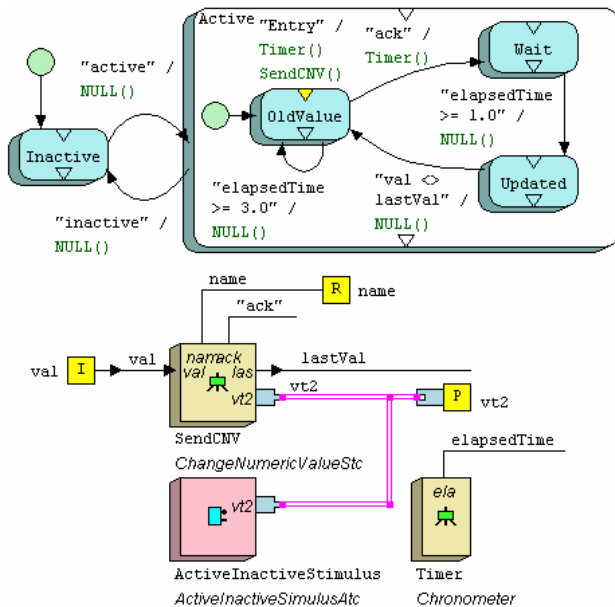 Active
"Entry" /
Timer()
SendCNV()
"ack" /
Timer()
Wait
"active" /
NULL()
OldValue
"elapsedTime
>= 1.0" /
NULL()
Inactive
Updated
"elapsedTime
>= 3.0" /
NULL()
"val <>
lastVal" /
NULL()
"inactive" /
NULL()
name
R
name
"ack"
val
I
val
namack
val
las
vt2
lastVal
vt2
P
vt2
SendCNV
ChangeNumericValueStc
elapsedTime
vt2
ela
ActiveInactiveStimulus
ActiveInactiveSimulusAtc
Timer
Chronometer